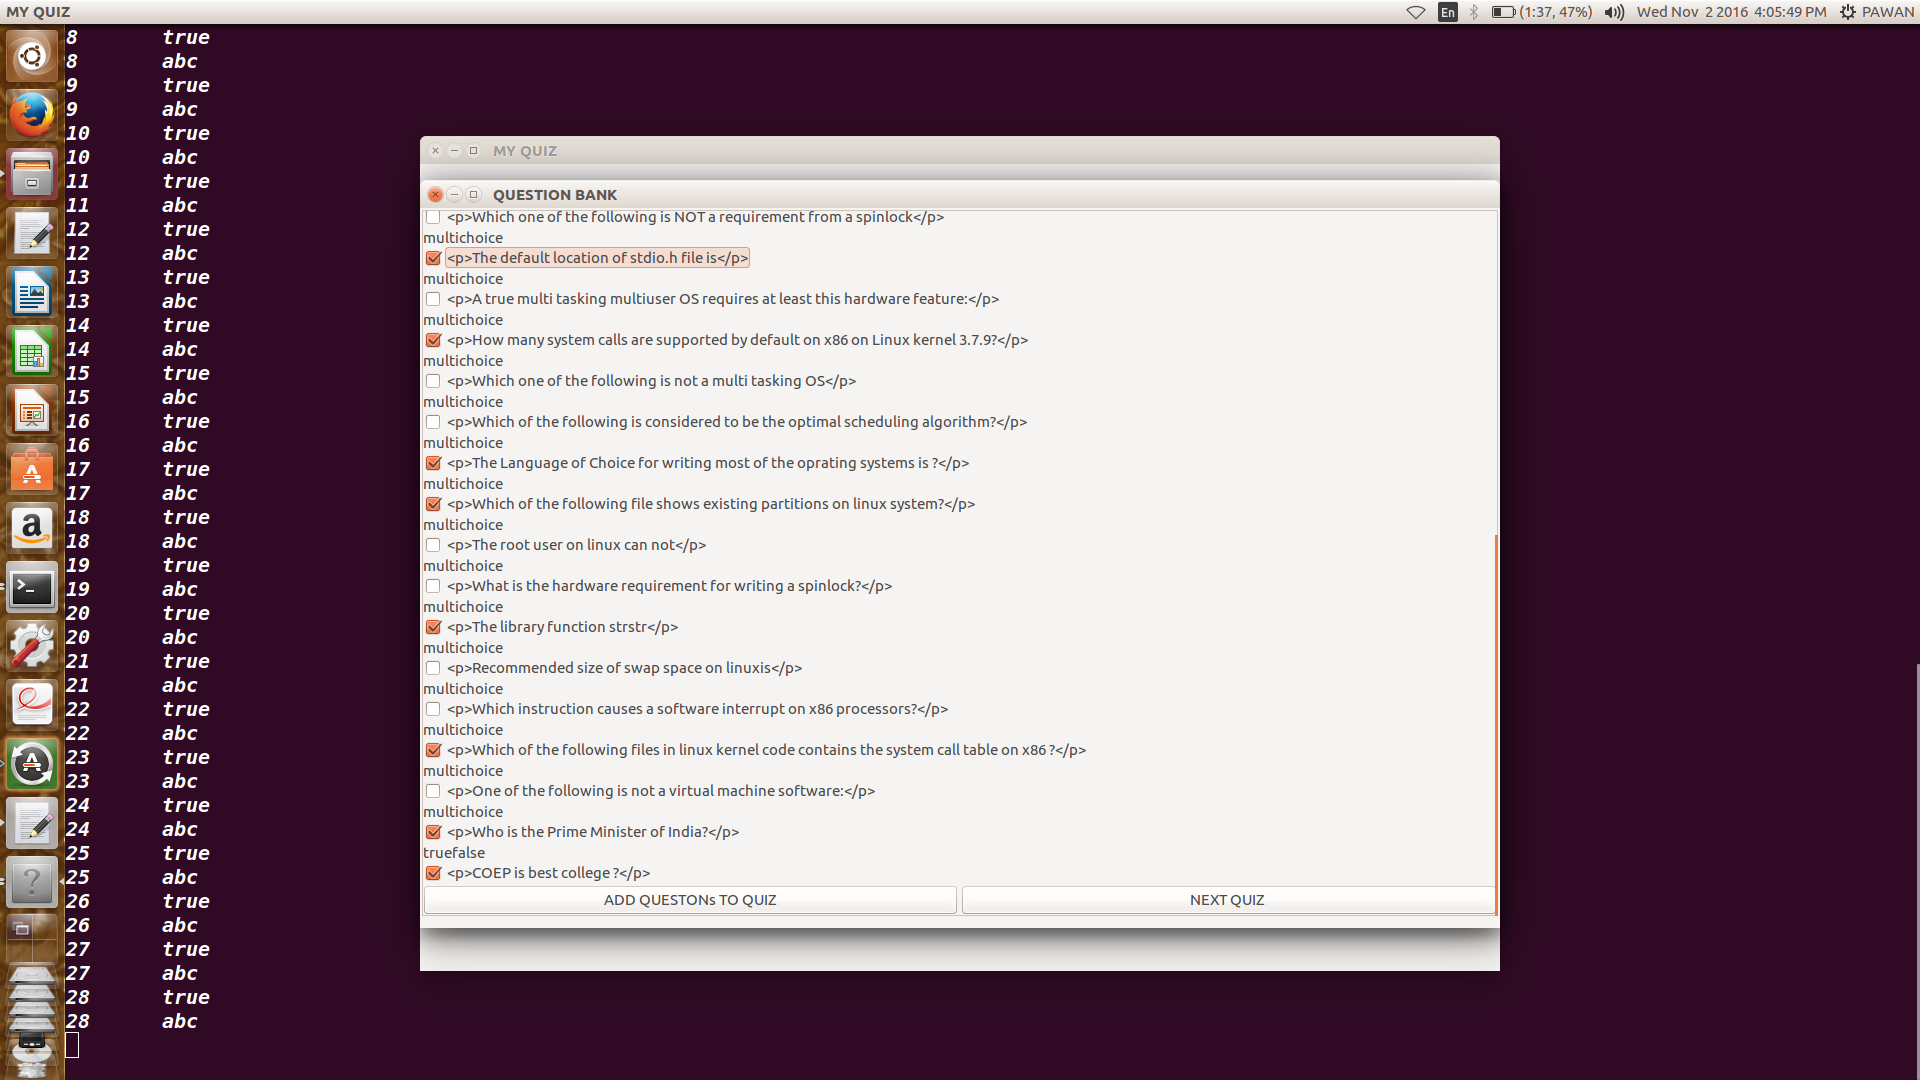 MY QUIZ
En
(1:37, 47%)
Wed Nov 2 2016 4:05:49 PM
PAWAN
8 true
8 abc
9 true
9 abc
10 true
10 abc
11 true
11 abc
12 true
12 abc
13 true
13 abc
14 true
14 abc
15 true
15 abc
16 true
16 abc
17 true
17 abc
18 true
18 abc
19 true
19 abc
20 true
20 abc
21 true
21 abc
22 true
22 abc
23 true
23 abc
24 true
24 abc
25 true
25 abc
26 true
26 abc
27 true
27 abc
28 true
28 abc
MY QUIZ
QUESTION BANK
<p>Which one of the following is NOT a requirement from a spinlock</p>
multichoice
<p>The default location of stdio.h file is</p>
multichoice
<p>A true multi tasking multiuser OS requires at least this hardware feature:</p>
multichoice
<p>How many system calls are supported by default on x86 on Linux kernel 3.7.9?</p>
multichoice
<p>Which one of the following is not a multi tasking OS</p>
multichoice
<p>Which of the following is considered to be the optimal scheduling algorithm?</p>
multichoice
<p>The Language of Choice for writing most of the oprating systems is ?</p>
multichoice
<p>Which of the following file shows existing partitions on linux system?</p>
multichoice
<p>The root user on linux can not</p>
multichoice
<p>What is the hardware requirement for writing a spinlock?</p>
multichoice
<p>The library function strstr</p>
multichoice
<p>Recommended size of swap space on linuxis</p>
multichoice
<p>Which instruction causes a software interrupt on x86 processors?</p>
multichoice
<p>Which of the following files in linux kernel code contains the system call table on x86 ?</p>
multichoice
<p>One of the following is not a virtual machine software:</p>
multichoice
<p>Who is the Prime Minister of India?</p>
truefalse
<p>COEP is best college ?</p>
ADD QUESTONs TO QUIZ
NEXT QUIZ